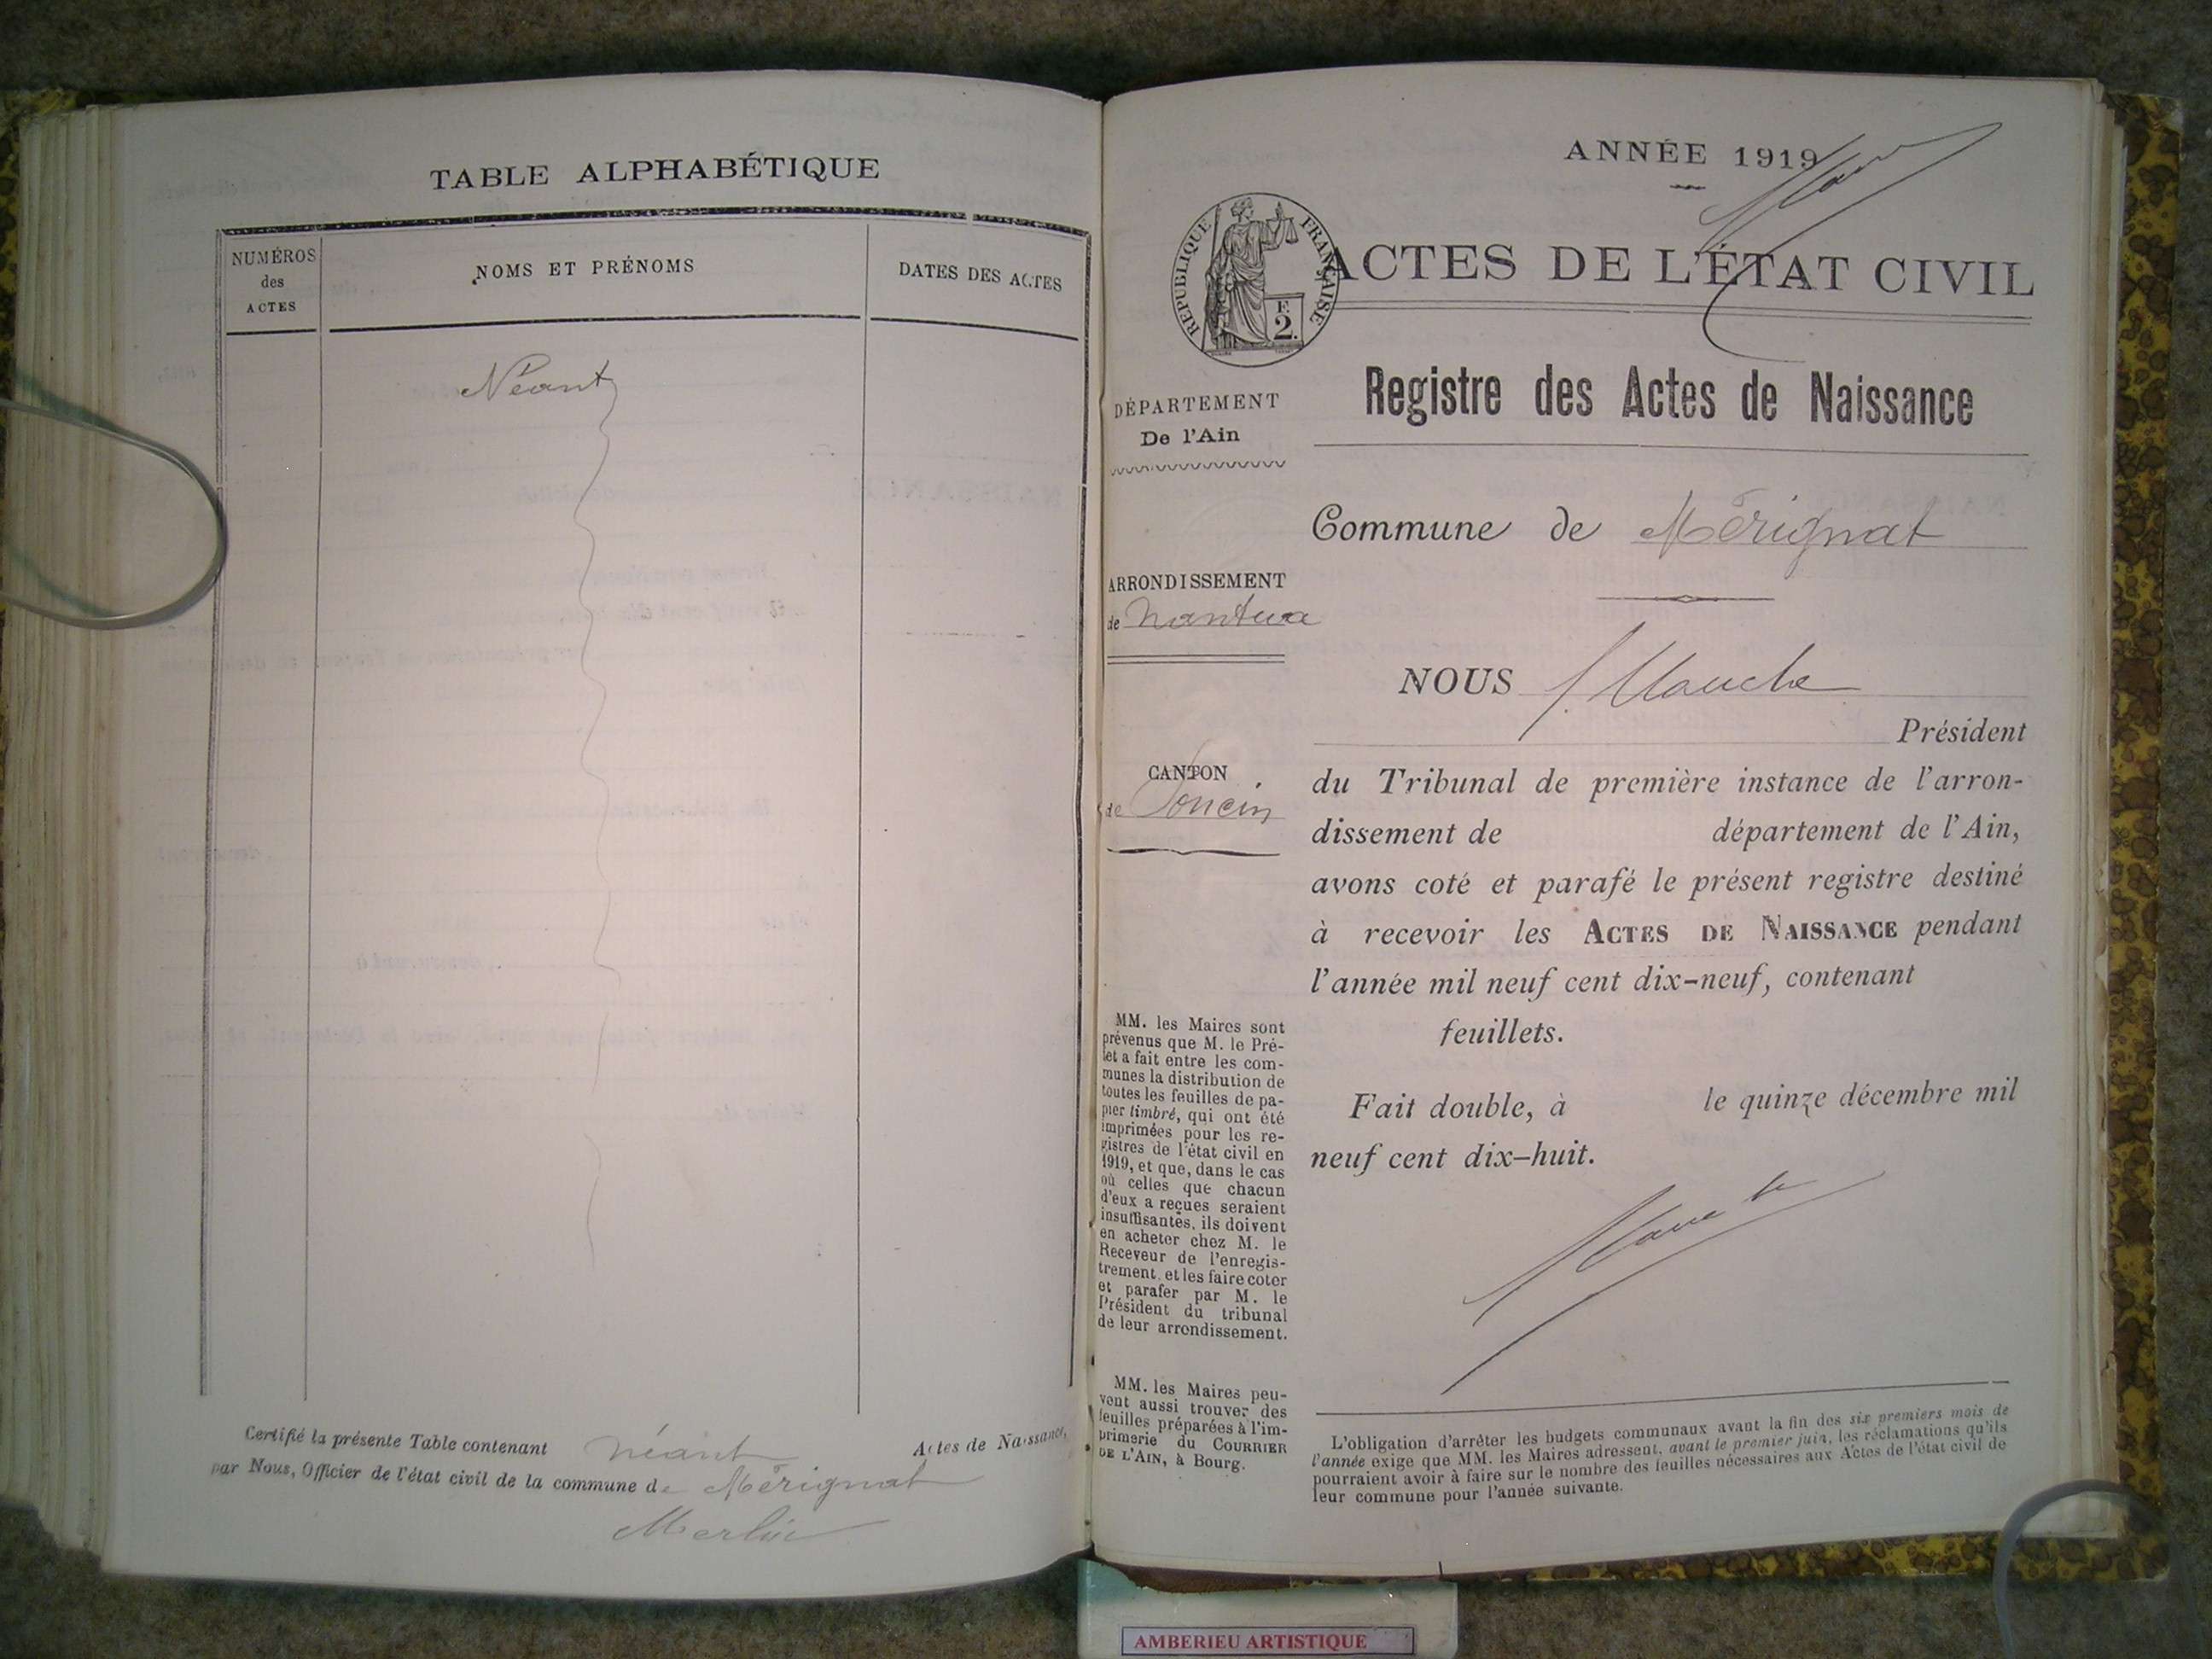 TABLE ALPHABÉTIQUE
NUMÉROS
des
ACTES
NOMS ET PRÉNOMS
DATES DES ACTES
Néant
Certifié la présente Table contenant néant Actes de Naissance,
par Nous, Officier de l'état civil de la commune de Mérignat
Merlin
ANNÉE 1919
RÉPUBLIQUE FRANÇAISE
F.
2.
ACTES DE L'ÉTAT CIVIL
DÉPARTEMENT
De l'Ain
ARRONDISSEMENT
de Nantua
CANTON
de Poncin
MM. les Maires sont
prévenus que M. le Pré-
fet a fait entre les com-
munes la distribution de
toutes les feuilles de pa-
pier timbré, qui ont été
imprimées pour les re-
gistres de l'état civil en
1919, et que, dans le cas
où celles que chacun
d'eux a reçues seraient
insuffisantes, ils doivent
en acheter chez M. le
Receveur de l'enregis-
trement, et les faire coter
et parafer par M. le
Président du tribunal
de leur arrondissement.
MM. les Maires peu-
vent aussi trouver des
feuilles préparées à l'im-
primerie du COURRIER
DE L'AIN, à Bourg.
Registre des Actes de Naissance
Commune de Mérignat
NOUS
Président
du Tribunal de première instance de l'arron-
dissement de département de l'Ain,
avons coté et parafé le présent registre destiné
à recevoir les ACTES DE NAISSANCE pendant
l'année mil neuf cent dix-neuf, contenant
feuillets.
Fait double, à le quinze décembre mil
neuf cent dix-huit.
L'obligation d'arrêter les budgets communaux avant la fin des six premiers mois de
l'année exige que MM. les Maires adressent, avant le premier juin, les réclamations qu'ils
pourraient avoir à faire sur le nombre des feuilles nécessaires aux Actes de l'état civil de
leur commune pour l'année suivante.
AMBERIEU ARTISTIQUE